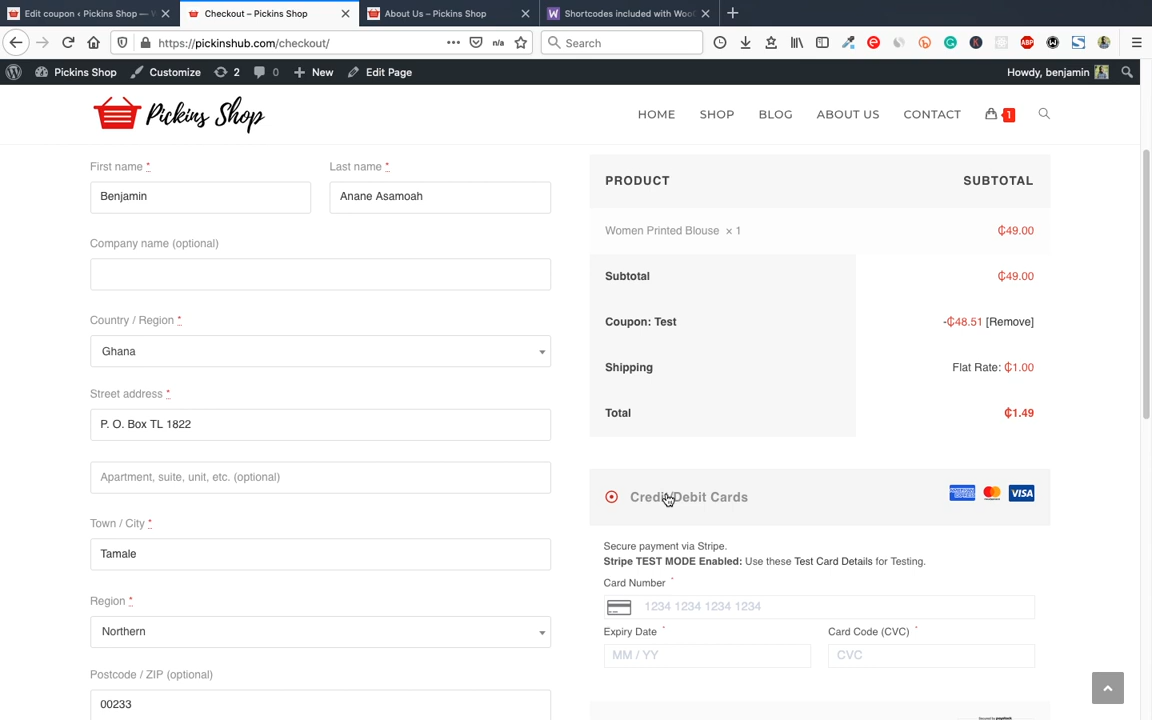 Edit coupon ‹ Pickins Shop —
Checkout – Pickins Shop
About Us – Pickins Shop
Shortcodes included with Woo
https://pickinshub.com/checkout/
n/a
Search
ABP
Pickins Shop
Customize
2
0
New
Edit Page
Howdy, benjamin
Pickins Shop
HOME
SHOP
BLOG
ABOUT US
CONTACT
1
First name *
Last name *
Benjamin
Anane Asamoah
Company name (optional)
Country / Region *
Ghana
Street address *
P. O. Box TL 1822
Apartment, suite, unit, etc. (optional)
Town / City *
Tamale
Region *
Northern
Postcode / ZIP (optional)
00233
PRODUCT
SUBTOTAL
Women Printed Blouse × 1
₵49.00
Subtotal
₵49.00
Coupon: Test
-₵48.51 [Remove]
Shipping
Flat Rate: ₵1.00
Total
₵1.49
Credit/Debit Cards
VISA
Secure payment via Stripe.
Stripe TEST MODE Enabled: Use these Test Card Details for Testing.
Card Number *
1234 1234 1234 1234
Expiry Date *
Card Code (CVC) *
MM / YY
CVC